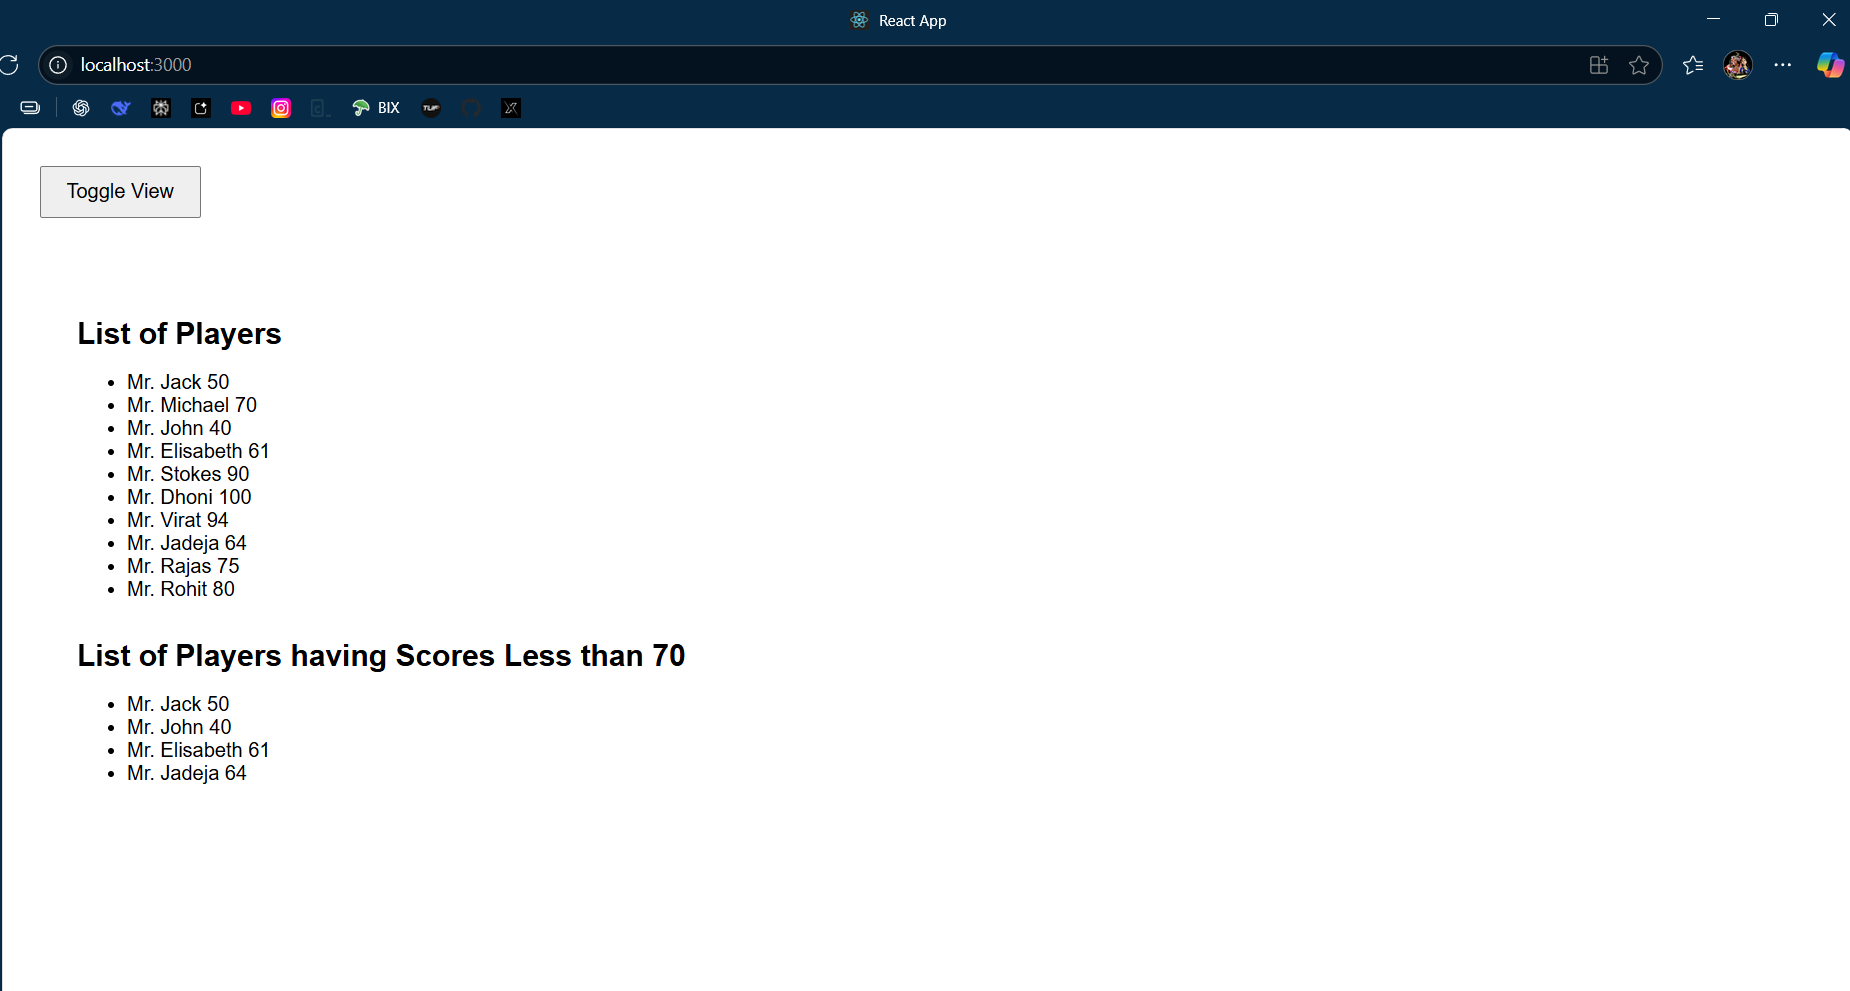 React App
localhost:3000
BIX
TUF
Toggle View
List of Players
Mr. Jack 50
Mr. Michael 70
Mr. John 40
Mr. Elisabeth 61
Mr. Stokes 90
Mr. Dhoni 100
Mr. Virat 94
Mr. Jadeja 64
Mr. Rajas 75
Mr. Rohit 80
List of Players having Scores Less than 70
Mr. Jack 50
Mr. John 40
Mr. Elisabeth 61
Mr. Jadeja 64